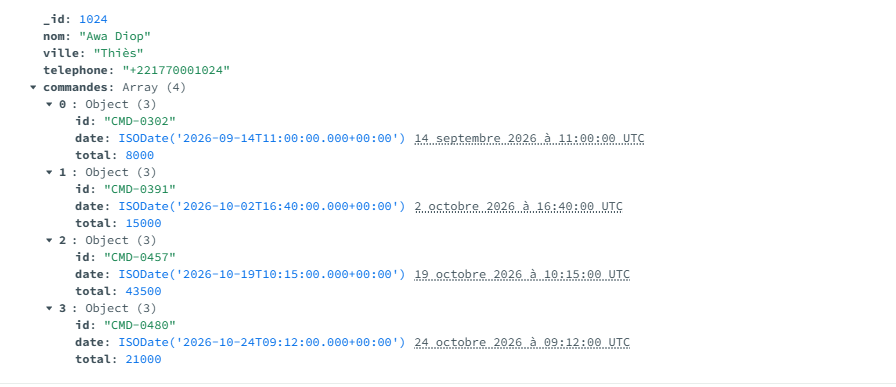 _id: 1024
nom: "Awa Diop"
ville: "Thiès"
telephone: "+221770001024"
commandes: Array (4)
0 : Object (3)
id: "CMD-0302"
date: ISODate('2026-09-14T11:00:00.000+00:00') 14 septembre 2026 à 11:00:00 UTC
total: 8000
1 : Object (3)
id: "CMD-0391"
date: ISODate('2026-10-02T16:40:00.000+00:00') 2 octobre 2026 à 16:40:00 UTC
total: 15000
2 : Object (3)
id: "CMD-0457"
date: ISODate('2026-10-19T10:15:00.000+00:00') 19 octobre 2026 à 10:15:00 UTC
total: 43500
3 : Object (3)
id: "CMD-0480"
date: ISODate('2026-10-24T09:12:00.000+00:00') 24 octobre 2026 à 09:12:00 UTC
total: 21000